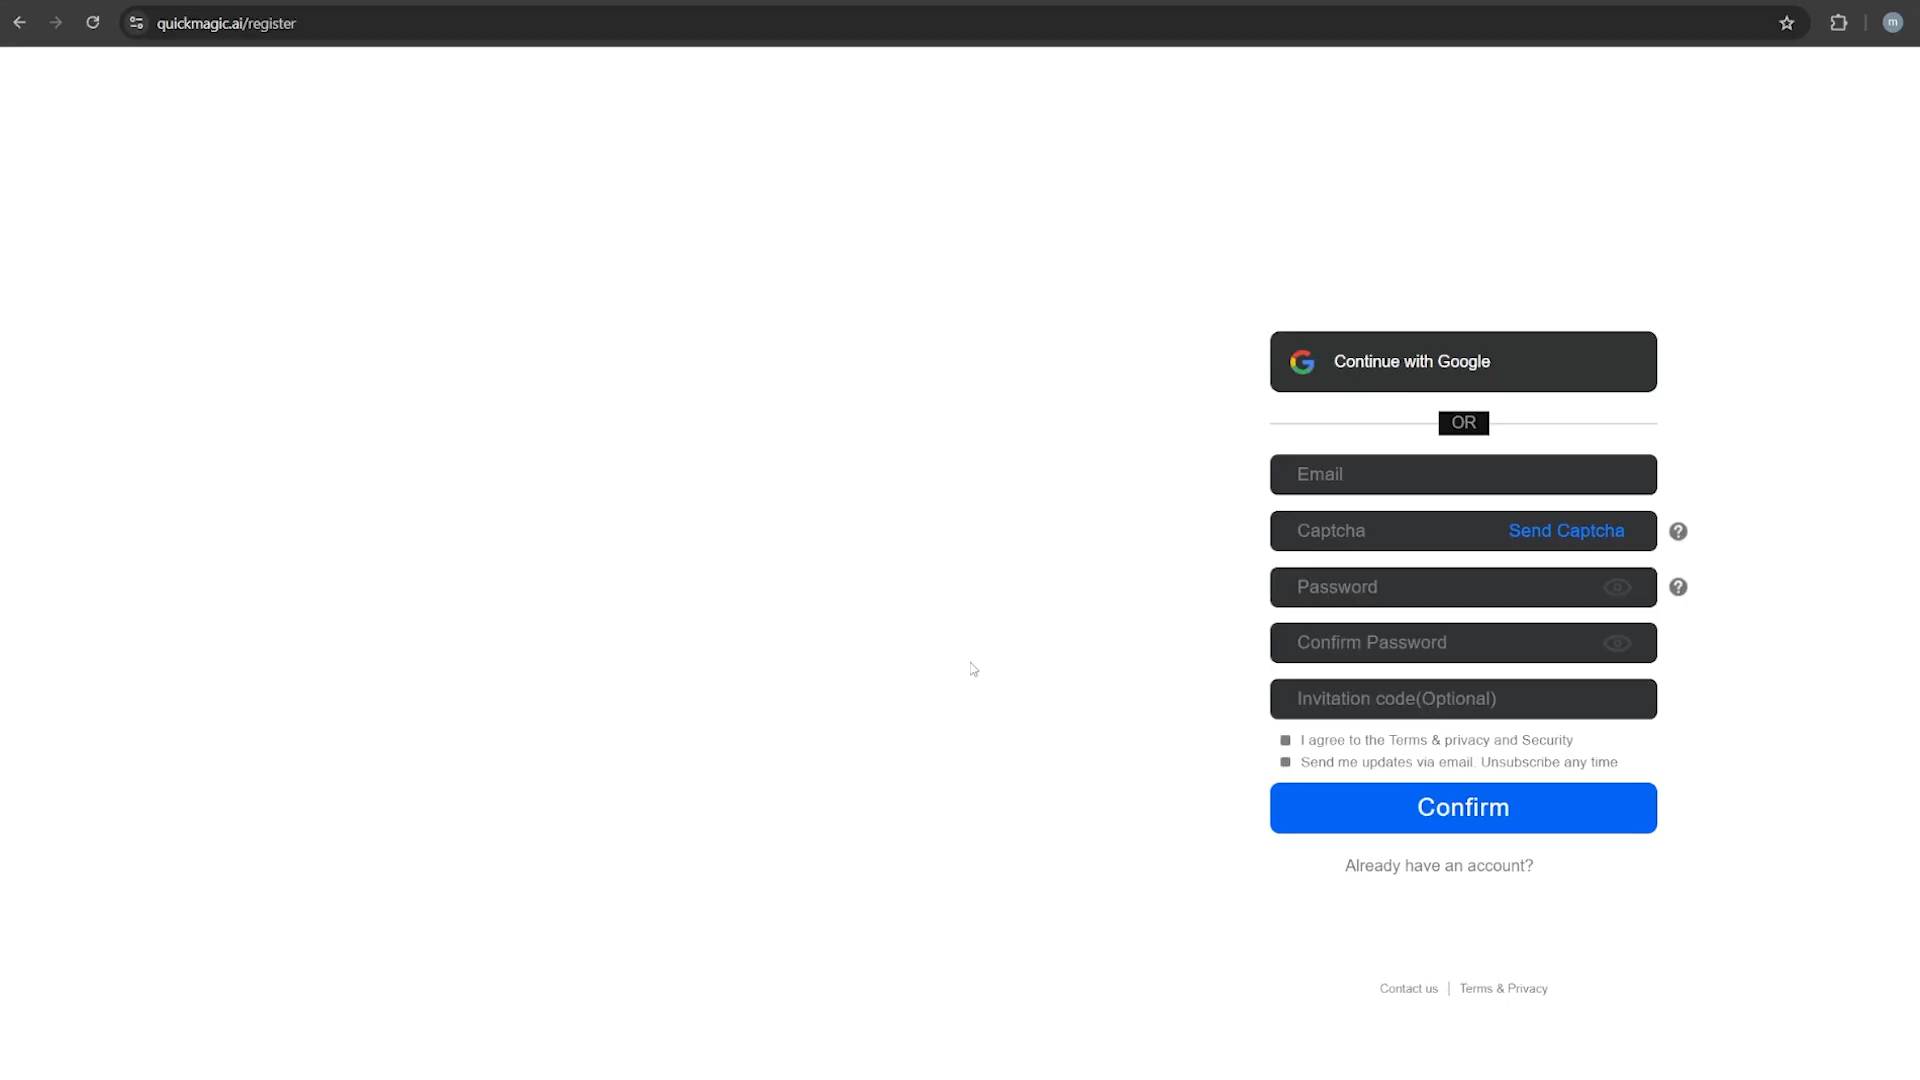 quickmagic.ai/register
m
Continue with Google
OR
Email
Captcha Send Captcha ?
Password ?
Confirm Password
Invitation code(Optional)
I agree to the Terms & privacy and Security
Send me updates via email. Unsubscribe any time
Confirm
Already have an account?
Contact us | Terms & Privacy